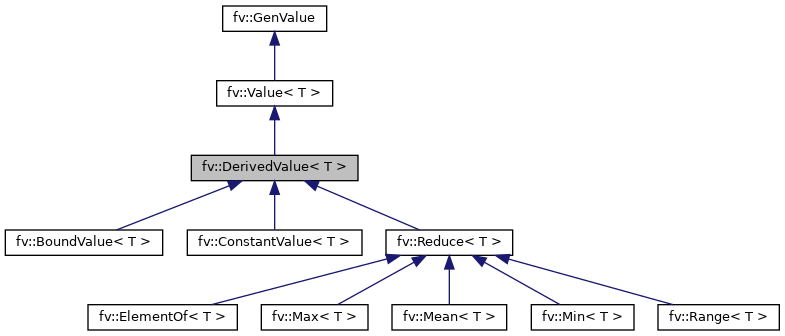 fv::GenValue
fv::Value< T >
fv::DerivedValue< T >
fv::BoundValue< T >
fv::ConstantValue< T >
fv::Reduce< T >
fv::ElementOf< T >
fv::Max< T >
fv::Mean< T >
fv::Min< T >
fv::Range< T >